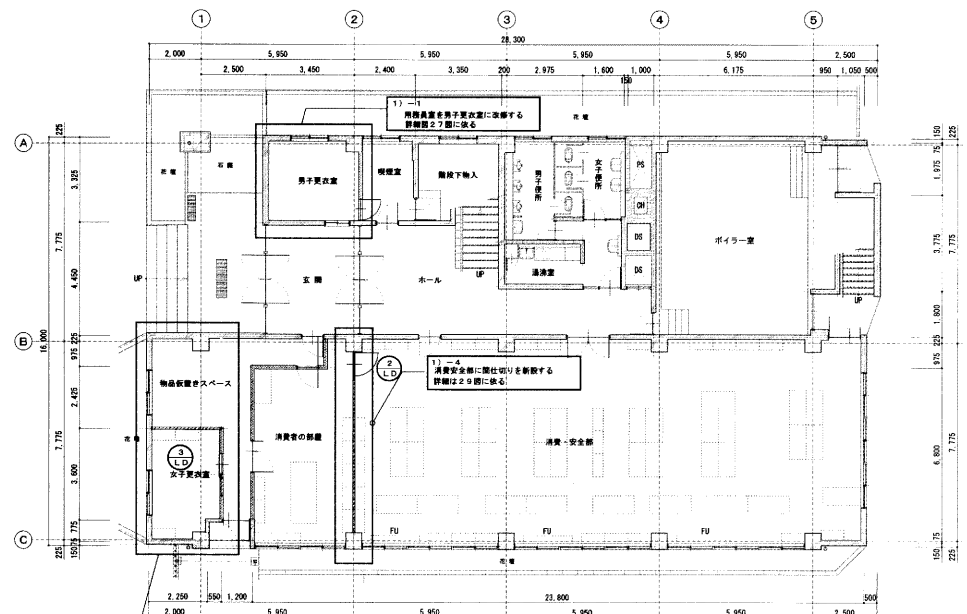 1 2 3 4 5
28,300
2,000 5,950 5,950 5,950 5,950 2,500
2,500 3,450 2,400 3,350 200 2,975 1,600 1,000 6,175 950 1,050 500
150
1)-1
用務員室を男子更衣室に改修する
詳細図27図に依る
花壇
A
225
3,325
7,775
4,450
花壇
石園
男子更衣室
喫煙室
階段下物入
男子便所
女子便所
PS
CH
DS
DS
ボイラー室
湯沸室
UP
玄関
ホール
UP
UP
150
75
1,975
3,775
1,800
225
7,775
B
16,000
225
975
2,425
7,775
3,600
775
75
150
225
C
物品仮置きスペース
花壇
3
LD
女子更衣室
消費者の部屋
2
LD
1)-4
消費安全部に間仕切りを新設する
詳細は29図に依る
消費・安全部
FU FU FU
花壇
225
975
6,800
7,775
75
150
225
2,250 550 1,200 23,800 500
2,000 5,950 5,950 5,950 5,950 2,500